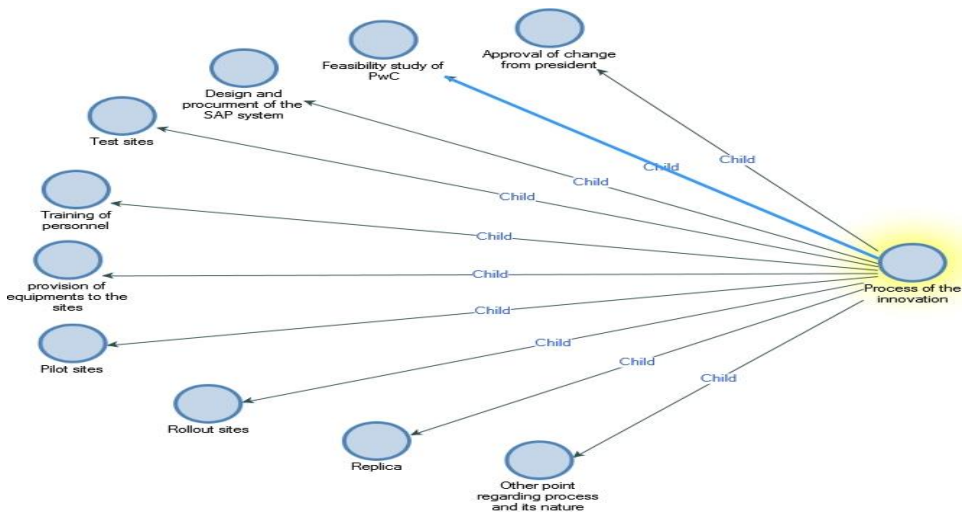 Approval of change
from president
Feasibility study of
PwC
Design and
procurment of the
SAP system
Test sites
Training of
personnel
provision of
equipments to the
sites
Pilot sites
Rollout sites
Replica
Other point
regarding process
and its nature
Process of the
innovation
Child
Child
Child
Child
Child
Child
Child
Child
Child
Child